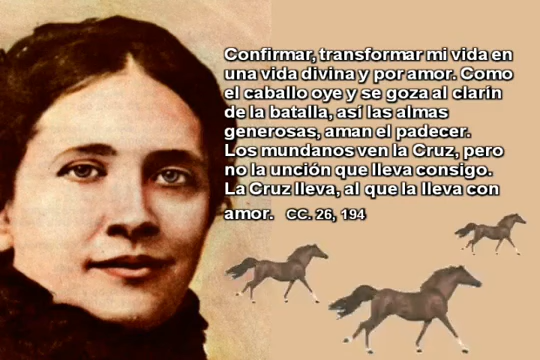 Confirmar, transformar mi vida en
una vida divina y por amor. Como
el caballo oye y se goza al clarín
de la batalla, así las almas
generosas, aman el padecer.
Los mundanos ven la Cruz, pero
no la unción que lleva consigo.
La Cruz lleva, al que la lleva con
amor. CC. 26, 194